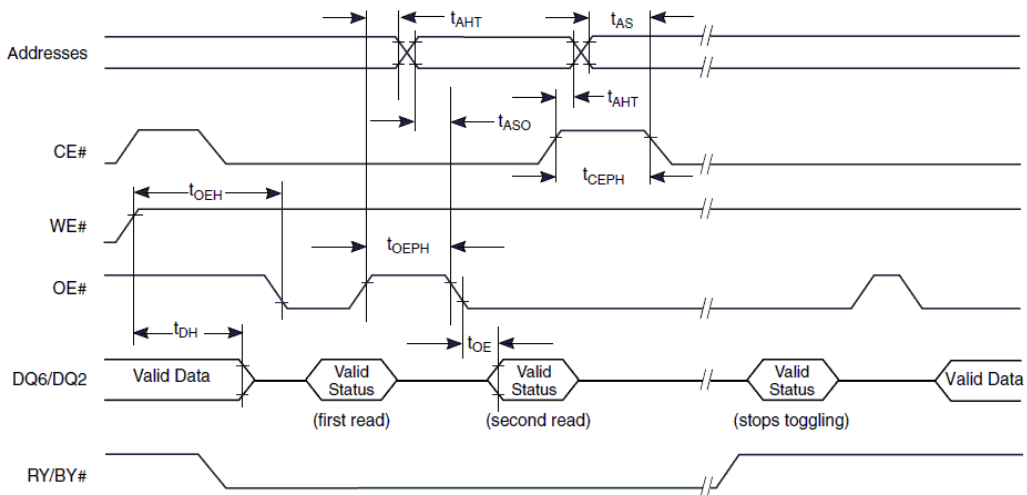 tAHT
tAS
Addresses
tAHT
tASO
CE#
tCEPH
tOEH
WE#
tOEPH
OE#
tDH
tOE
DQ6/DQ2
Valid Data
Valid
Status
Valid
Status
Valid
Status
Valid Data
(first read)
(second read)
(stops toggling)
RY/BY#